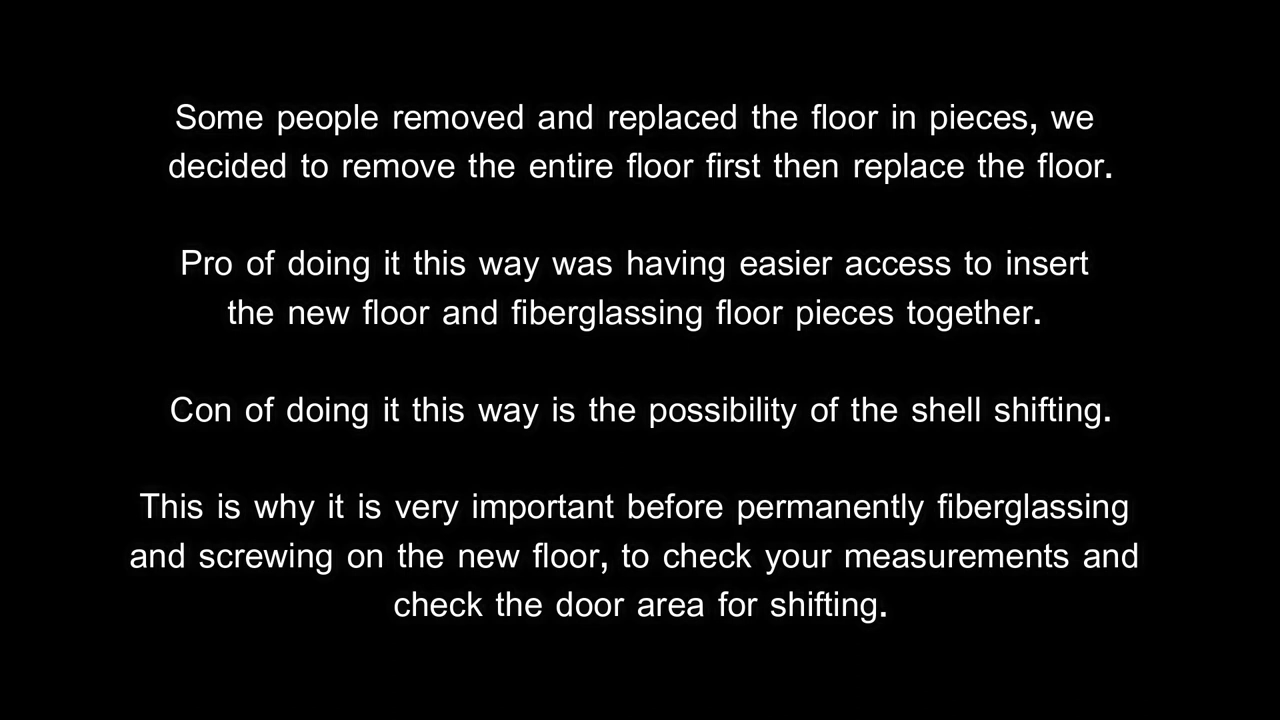 Some people removed and replaced the floor in pieces, we
decided to remove the entire floor first then replace the floor.
Pro of doing it this way was having easier access to insert
the new floor and fiberglassing floor pieces together.
Con of doing it this way is the possibility of the shell shifting.
This is why it is very important before permanently fiberglassing
and screwing on the new floor, to check your measurements and
check the door area for shifting.